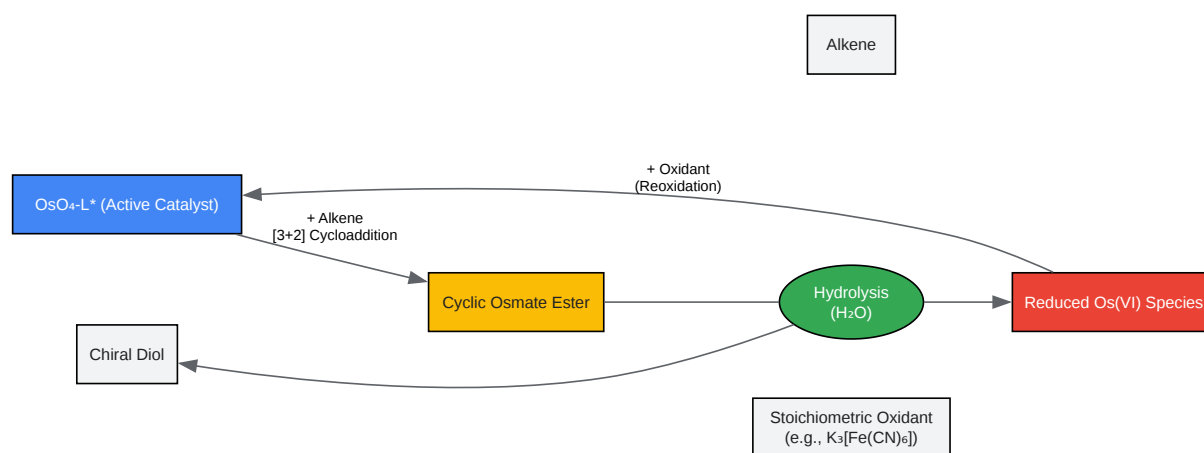 Alkene
+ Oxidant
(Reoxidation)
OsO₄-L* (Active Catalyst)
+ Alkene
[3+2] Cycloaddition
Cyclic Osmate Ester
Hydrolysis
(H₂O)
Reduced Os(VI) Species
Chiral Diol
Stoichiometric Oxidant
(e.g., K₃[Fe(CN)₆])